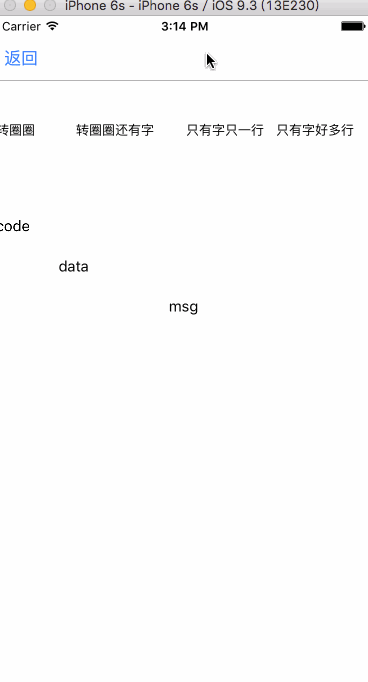 iPhone 6s - iPhone 6s / iOS 9.3 (13E230)
Carrier 3:14 PM
返回
转圈圈 转圈圈还有字 只有字只一行 只有字好多行
code
data
msg